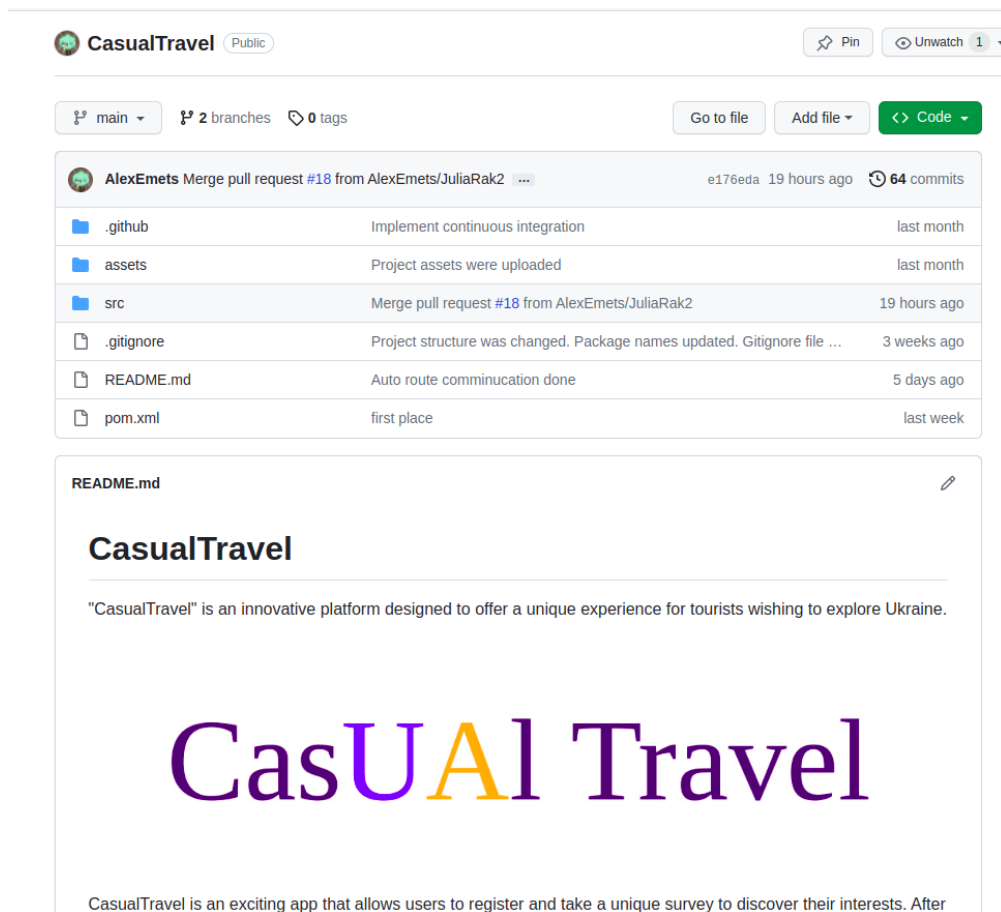 CasualTravel Public Pin Unwatch 1
main 2 branches 0 tags Go to file Add file <> Code
AlexEmets Merge pull request #18 from AlexEmets/JuliaRak2 ... e176eda 19 hours ago 64 commits
.github Implement continuous integration last month
assets Project assets were uploaded last month
src Merge pull request #18 from AlexEmets/JuliaRak2 19 hours ago
.gitignore Project structure was changed. Package names updated. Gitignore file … 3 weeks ago
README.md Auto route comminucation done 5 days ago
pom.xml first place last week
README.md
CasualTravel
"CasualTravel" is an innovative platform designed to offer a unique experience for tourists wishing to explore Ukraine.
CasUAl Travel
CasualTravel is an exciting app that allows users to register and take a unique survey to discover their interests. After